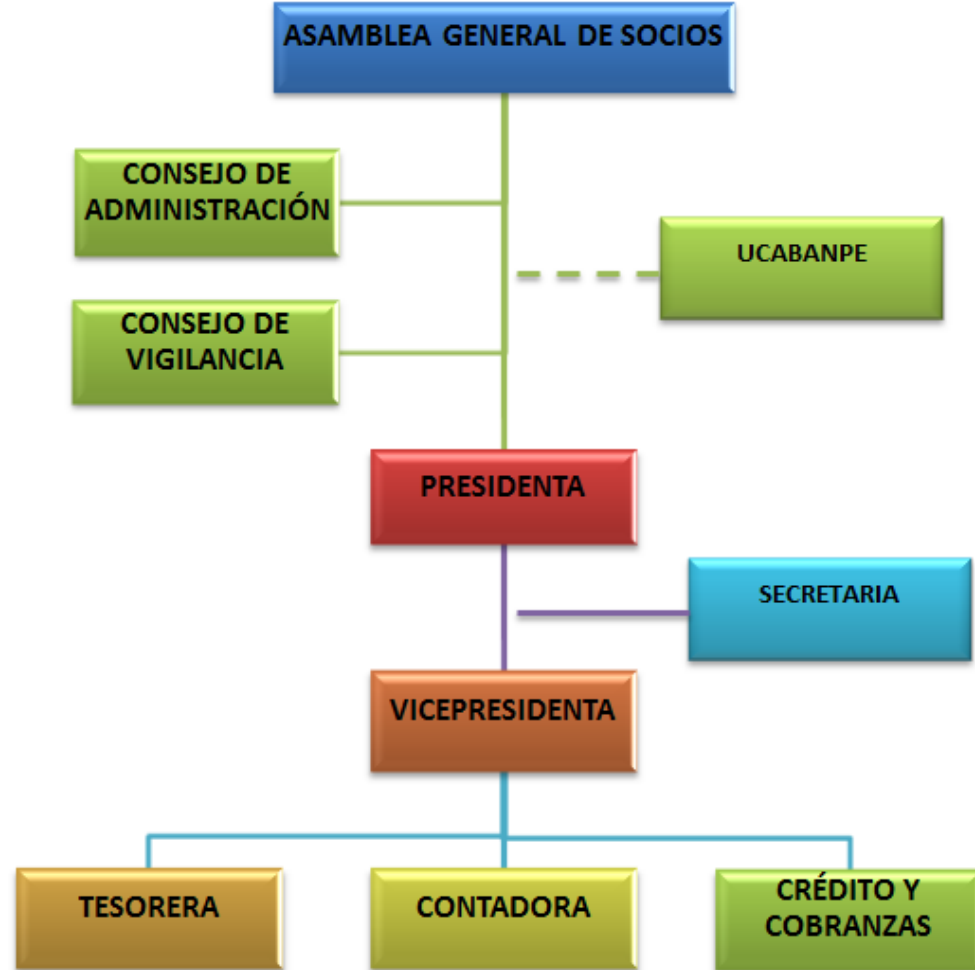 ASAMBLEA GENERAL DE SOCIOS
CONSEJO DE
ADMINISTRACIÓN
UCABANPE
CONSEJO DE
VIGILANCIA
PRESIDENTA
SECRETARIA
VICEPRESIDENTA
TESORERA
CONTADORA
CRÉDITO Y
COBRANZAS